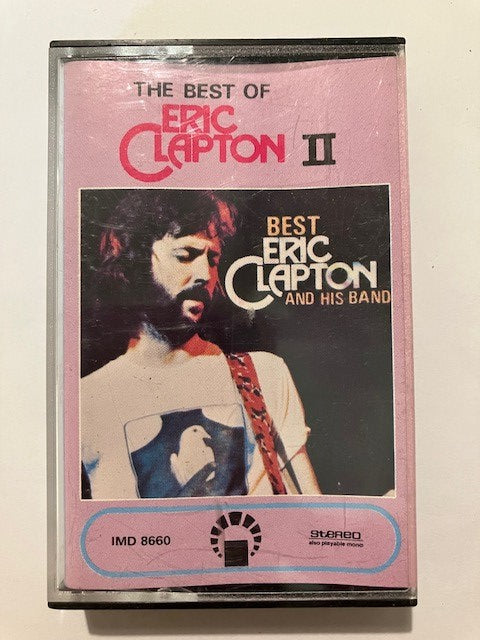 THE BEST OF
ERIC
CLAPTON II
BEST
ERIC
CLAPTON
AND HIS BAND
IMD 8660
STEREO
also playable mono